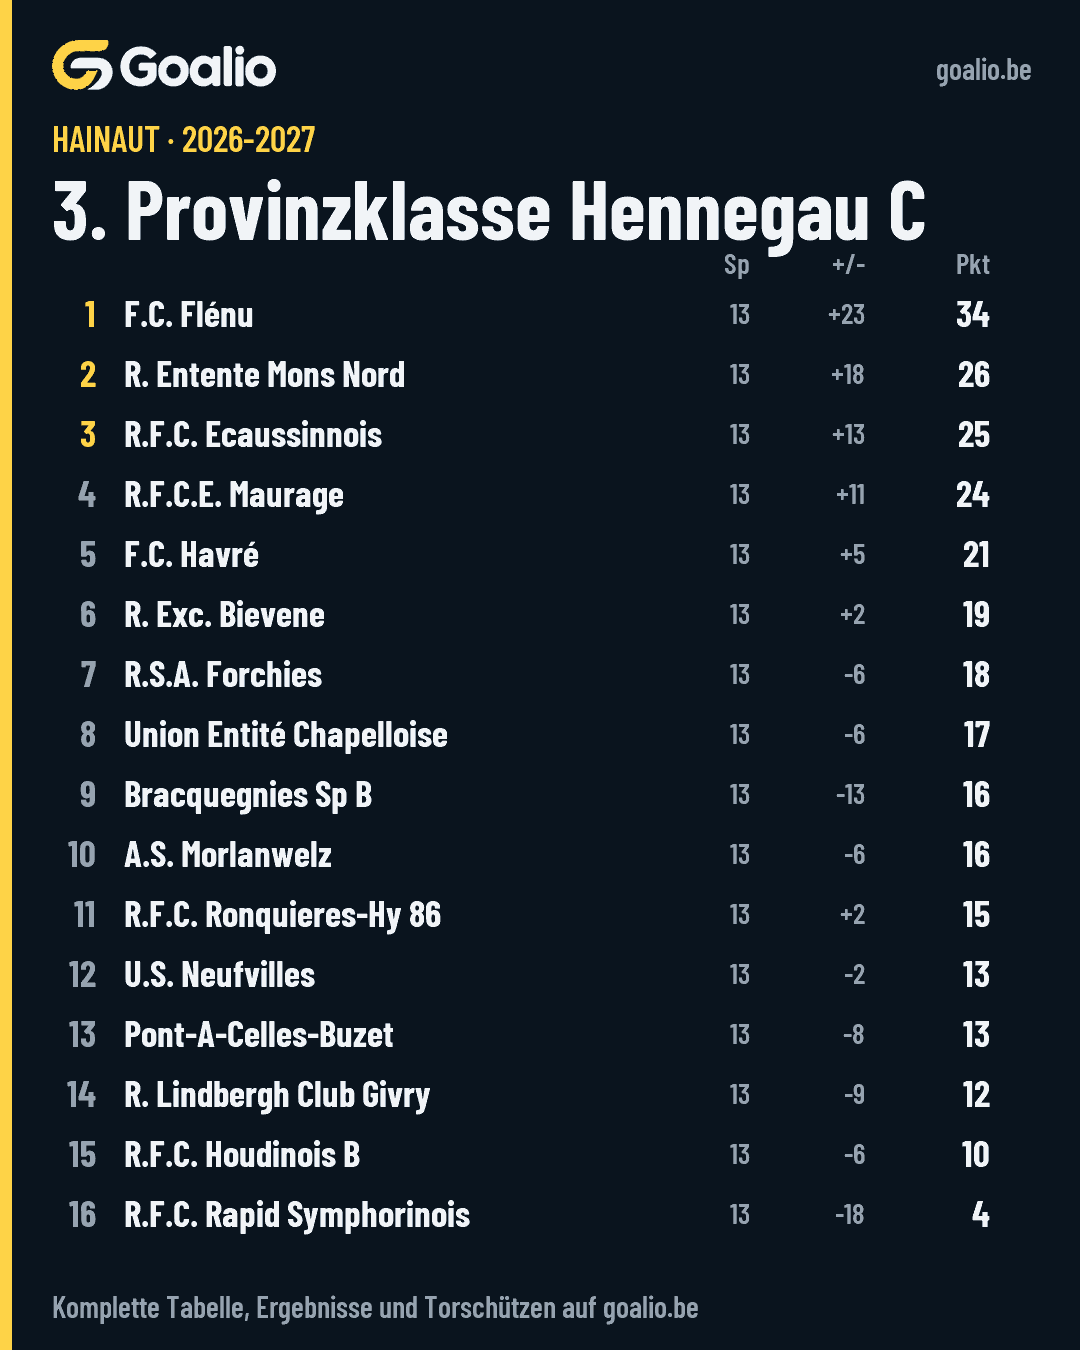 Goalio
goalio.be
HAINAUT · 2026-2027
3. Provinzklasse Hennegau C
Sp +/- Pkt
1 F.C. Flénu 13 +23 34
2 R. Entente Mons Nord 13 +18 26
3 R.F.C. Ecaussinnois 13 +13 25
4 R.F.C.E. Maurage 13 +11 24
5 F.C. Havré 13 +5 21
6 R. Exc. Bievene 13 +2 19
7 R.S.A. Forchies 13 -6 18
8 Union Entité Chapelloise 13 -6 17
9 Bracquegnies Sp B 13 -13 16
10 A.S. Morlanwelz 13 -6 16
11 R.F.C. Ronquieres-Hy 86 13 +2 15
12 U.S. Neufvilles 13 -2 13
13 Pont-A-Celles-Buzet 13 -8 13
14 R. Lindbergh Club Givry 13 -9 12
15 R.F.C. Houdinois B 13 -6 10
16 R.F.C. Rapid Symphorinois 13 -18 4
Komplette Tabelle, Ergebnisse und Torschützen auf goalio.be